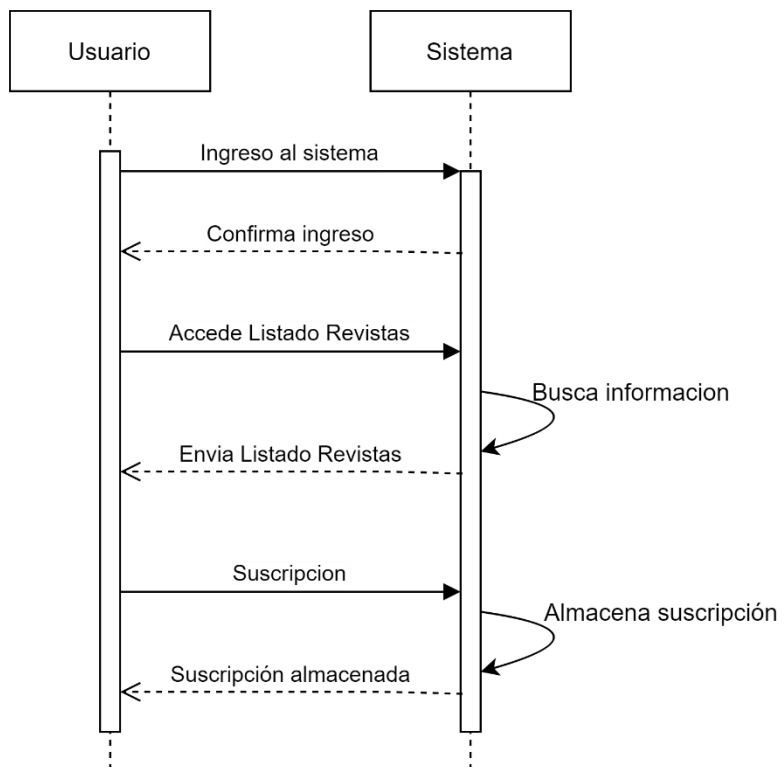 Usuario
Sistema
Ingreso al sistema
Confirma ingreso
Accede Listado Revistas
Busca informacion
Envia Listado Revistas
Suscripcion
Almacena suscripción
Suscripción almacenada